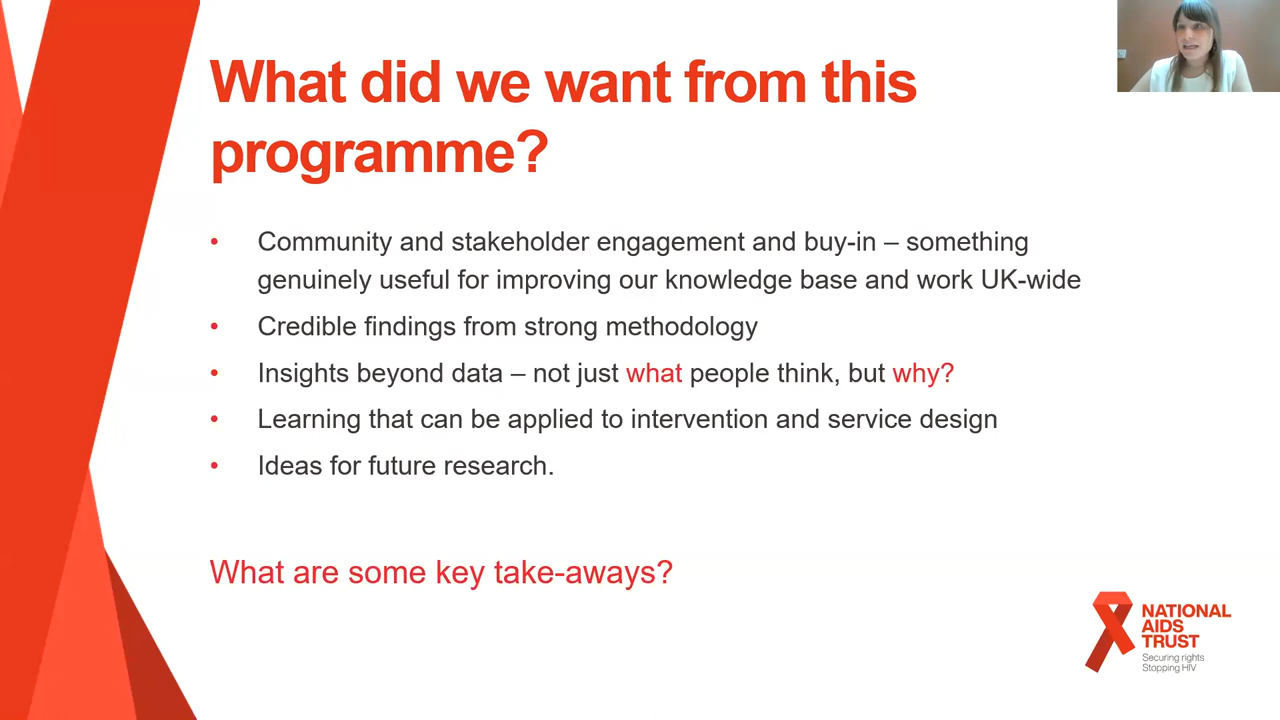 What did we want from this
programme?
• Community and stakeholder engagement and buy-in – something
genuinely useful for improving our knowledge base and work UK-wide
• Credible findings from strong methodology
• Insights beyond data – not just what people think, but why?
• Learning that can be applied to intervention and service design
• Ideas for future research.
What are some key take-aways?
NATIONAL
AIDS
TRUST
Securing rights
Stopping HIV